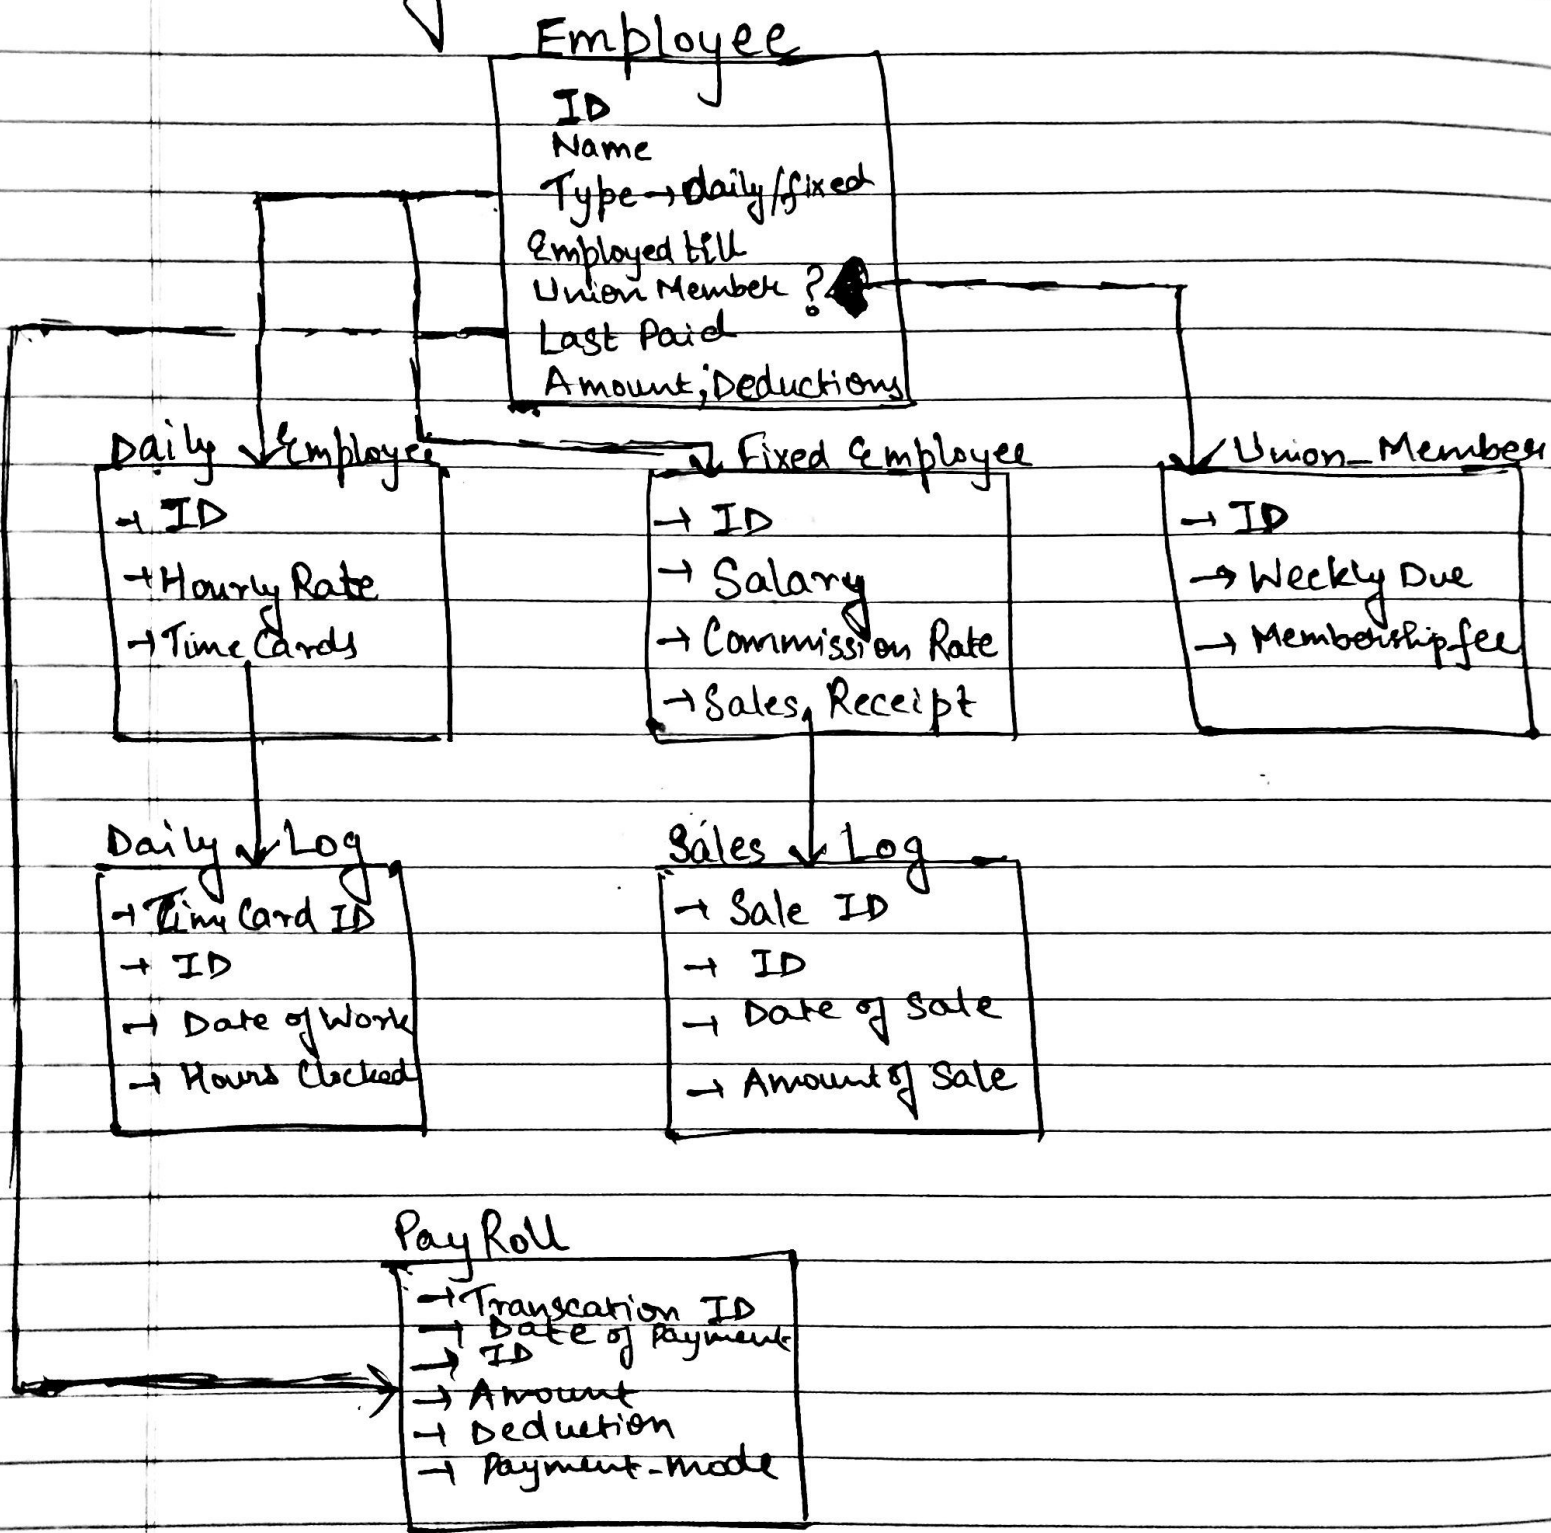 Employee
ID
Name
Type → daily/fixed
Employed till
Union Member ?
Last Paid
Amount; Deductions
Daily Employee
→ ID
→ Hourly Rate
→ Time Cards
Fixed Employee
→ ID
→ Salary
→ Commission Rate
→ Sales Receipt
Union_Member
→ ID
→ Weekly Due
→ Membership fee
Daily Log
→ Time Card ID
→ ID
→ Date of Work
→ Hours Clocked
Sales Log
→ Sale ID
→ ID
→ Date of Sale
→ Amount of Sale
Pay Roll
→ Transcation ID
→ Date of Payment
→ ID
→ Amount
→ Deduction
→ Payment-mode